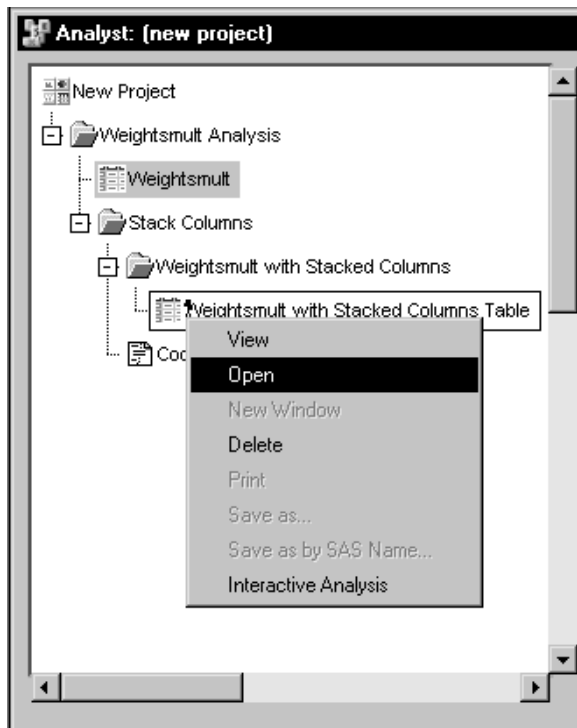 Analyst: (new project)
New Project
Weightsmult Analysis
Weightsmult
Stack Columns
Weightsmult with Stacked Columns
Weightsmult with Stacked Columns Table
View
Open
New Window
Delete
Print
Save as...
Save as by SAS Name...
Interactive Analysis